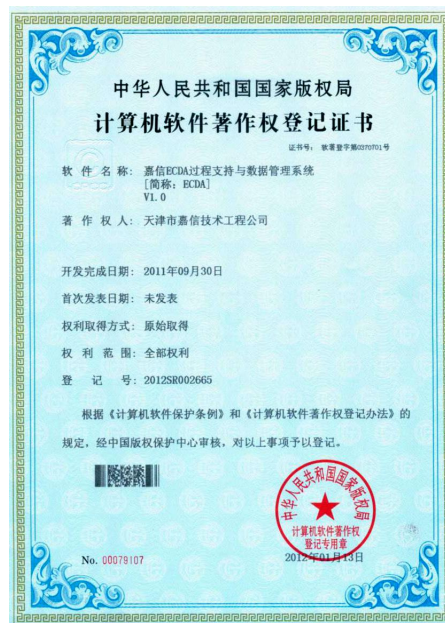 中华人民共和国国家版权局
计算机软件著作权登记证书
证书号： 软著登字第0370701号
软 件 名 称： 嘉信ECDA过程支持与数据管理系统
[简称：ECDA]
V1.0
著 作 权 人： 天津市嘉信技术工程公司
开发完成日期： 2011年09月30日
首次发表日期： 未发表
权利取得方式： 原始取得
权 利 范 围： 全部权利
登 记 号： 2012SR002665
根据《计算机软件保护条例》和《计算机软件著作权登记办法》的
规定，经中国版权保护中心审核，对以上事项予以登记。
中华人民共和国国家版权局
计算机软件著作权
登记专用章
No. 00079107
2012年01月13日